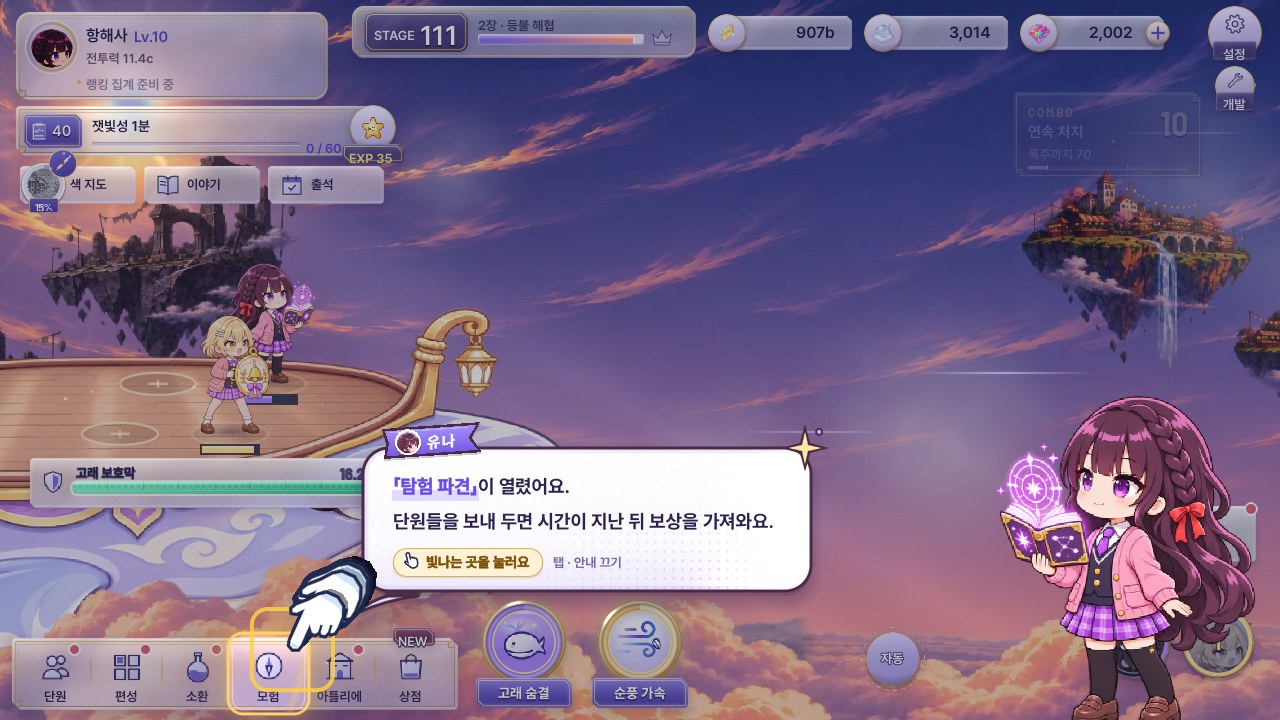 항해사 Lv.10
전투력 11.4c
랭킹 집계 준비 중
STAGE 111
2장 · 등불 해협
907b
3,014
2,002
설정
개발
40
잿빛성 1분
0 / 60
EXP 35
색 지도
15%
이야기
출석
COMBO
연속 처치
10
폭주까지 70
고래 보호막
16.2
유나
「탐험 파견」이 열렸어요.
단원들을 보내 두면 시간이 지난 뒤 보상을 가져와요.
빛나는 곳을 눌러요
탭 · 안내 끄기
단원
편성
소환
모험
아틀리에
NEW
상점
고래 숨결
순풍 가속
자동